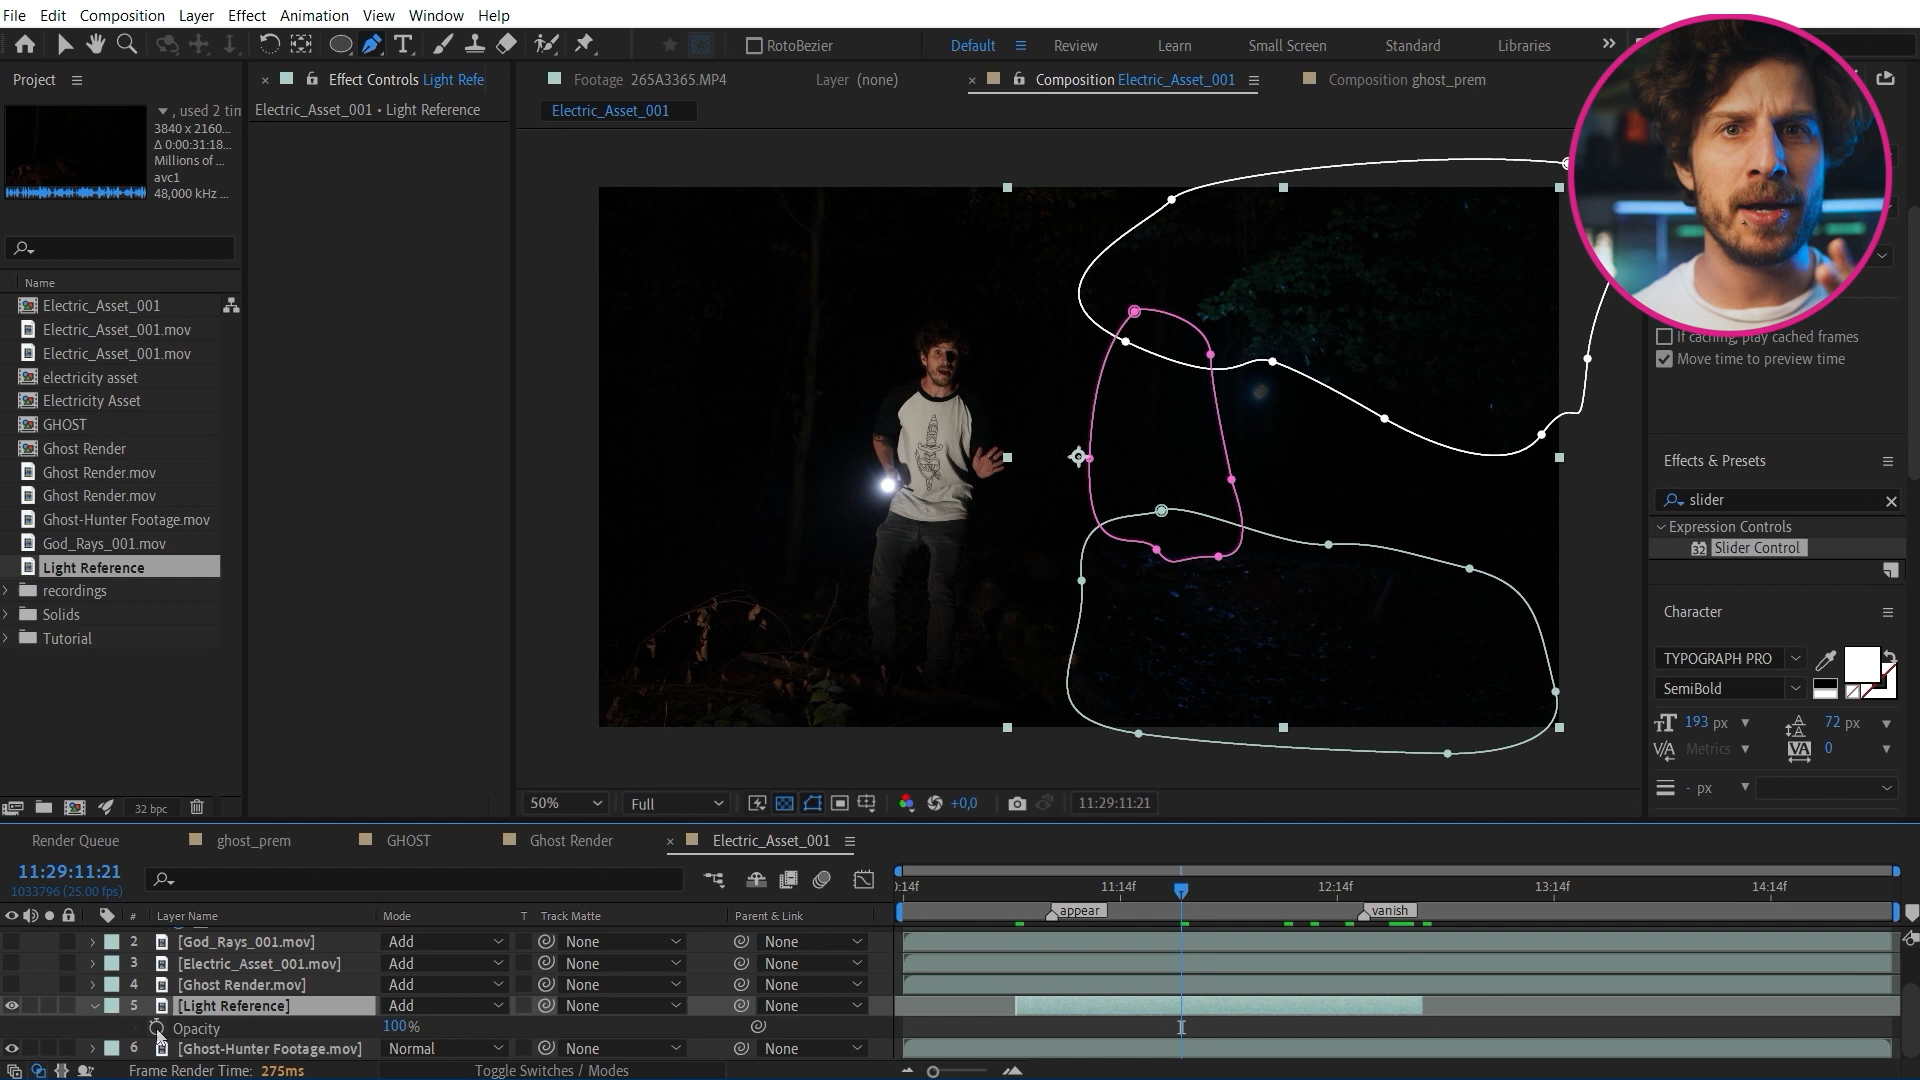 File Edit Composition Layer Effect Animation View Window Help
RotoBezier Default Review Learn Small Screen Standard Libraries
Project Effect Controls Light Refe Footage 265A3365.MP4 Layer (none) Composition Electric_Asset_001 Composition ghost_prem
, used 2 tim
3840 x 2160...
Δ 0:00:31:18...
Millions of ...
avc1
48,000 kHz ...
Electric_Asset_001 • Light Reference
Electric_Asset_001
Name
Electric_Asset_001
Electric_Asset_001.mov
Electric_Asset_001.mov
electricity asset
Electricity Asset
GHOST
Ghost Render
Ghost Render.mov
Ghost Render.mov
Ghost-Hunter Footage.mov
God_Rays_001.mov
Light Reference
recordings
Solids
Tutorial
32 bpc
50% Full +0,0 11:29:11:21
If caching, play cached frames
Move time to preview time
Effects & Presets
slider
Expression Controls
32 Slider Control
Character
TYPOGRAPH PRO
SemiBold
193 px 72 px
Metrics 0
- px
Render Queue ghost_prem GHOST Ghost Render Electric_Asset_001
11:29:11:21
1033796 (25.00 fps)
):14f 11:14f 12:14f 13:14f 14:14f
# Layer Name Mode T Track Matte Parent & Link
appear vanish
2 [God_Rays_001.mov] Add None None
3 [Electric_Asset_001.mov] Add None None
4 [Ghost Render.mov] Add None None
5 [Light Reference] Add None None
Opacity 100%
6 [Ghost-Hunter Footage.mov] Normal None None
Frame Render Time: 275ms Toggle Switches / Modes